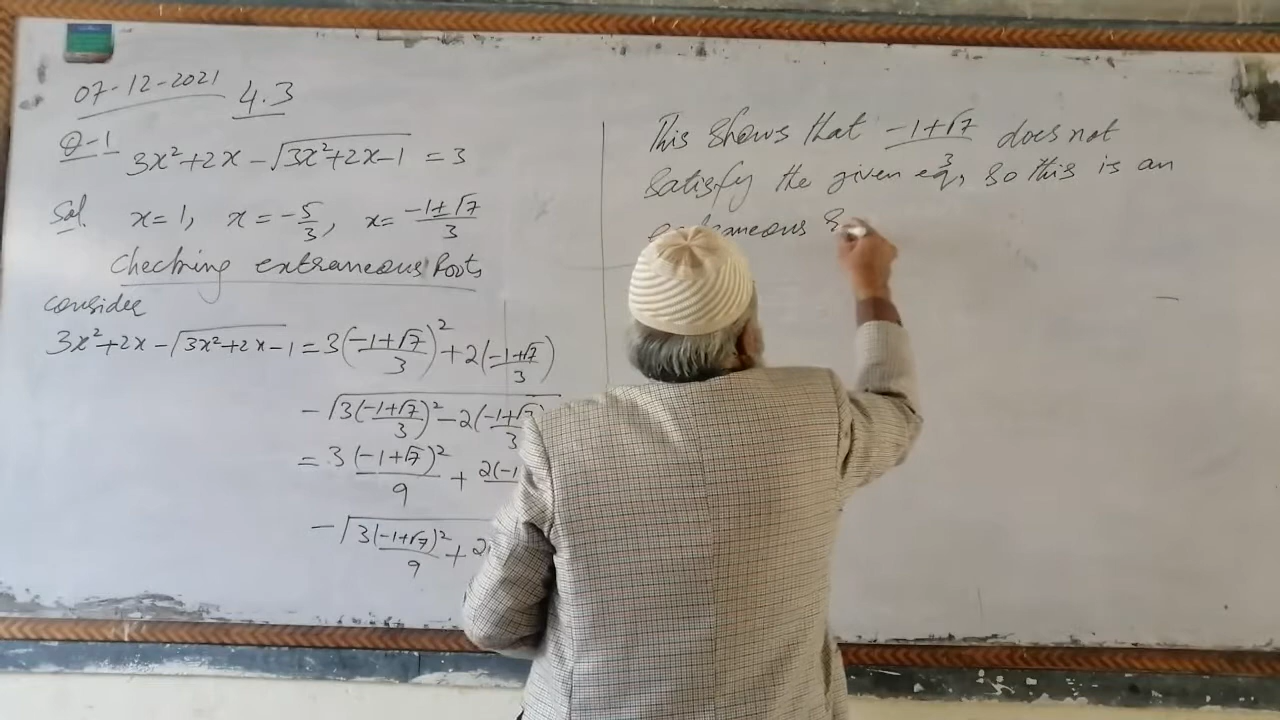 07-12-2021 4.3
Q-1 3x²+2x-√(3x²+2x-1) = 3
Sol. x=1, x=-5/3, x=(-1±√7)/3
Checking extraneous Roots
consider
3x²+2x-√(3x²+2x-1) = 3((-1+√7)/3)²+2((-1+√7)/3)
-√(3((-1+√7)/3)²-2((-1+√7)/3
= 3(-1+√7)²/9 + 2(-1
-√(3(-1+√7)²/9 + 2
This shows that (-1+√7)/3 does not
satisfy the given eq, so this is an
extraneous